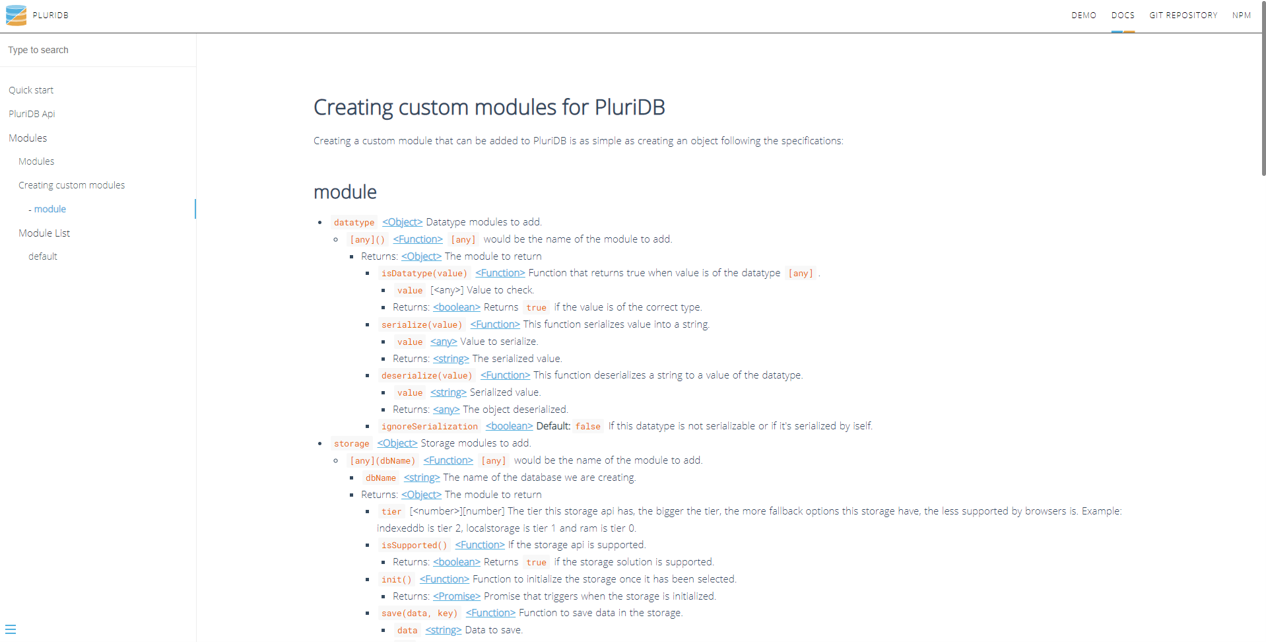 PLURIDB
DEMO DOCS GIT REPOSITORY NPM
Type to search
Quick start
PluriDB Api
Modules
Modules
Creating custom modules
- module
Module List
default
Creating custom modules for PluriDB
Creating a custom module that can be added to PluriDB is as simple as creating an object following the specifications:
module
datatype <Object> Datatype modules to add.
[any]() <Function> [any] would be the name of the module to add.
Returns: <Object> The module to return
isDatatype(value) <Function> Function that returns true when value is of the datatype [any] .
value [<any>] Value to check.
Returns: <boolean> Returns true if the value is of the correct type.
serialize(value) <Function> This function serializes value into a string.
value <any> Value to serialize.
Returns: <string> The serialized value.
deserialize(value) <Function> This function deserializes a string to a value of the datatype.
value <string> Serialized value.
Returns: <any> The object deserialized.
ignoreSerialization <boolean> Default: false If this datatype is not serializable or if it's serialized by iself.
storage <Object> Storage modules to add.
[any](dbName) <Function> [any] would be the name of the module to add.
dbName <string> The name of the database we are creating.
Returns: <Object> The module to return
tier [<number>][number] The tier this storage api has, the bigger the tier, the more fallback options this storage have, the less supported by browsers is. Example:
indexeddb is tier 2, localstorage is tier 1 and ram is tier 0.
isSupported() <Function> If the storage api is supported.
Returns: <boolean> Returns true if the storage solution is supported.
init() <Function> Function to initialize the storage once it has been selected.
Returns: <Promise> Promise that triggers when the storage is initialized.
save(data, key) <Function> Function to save data in the storage.
data <string> Data to save.